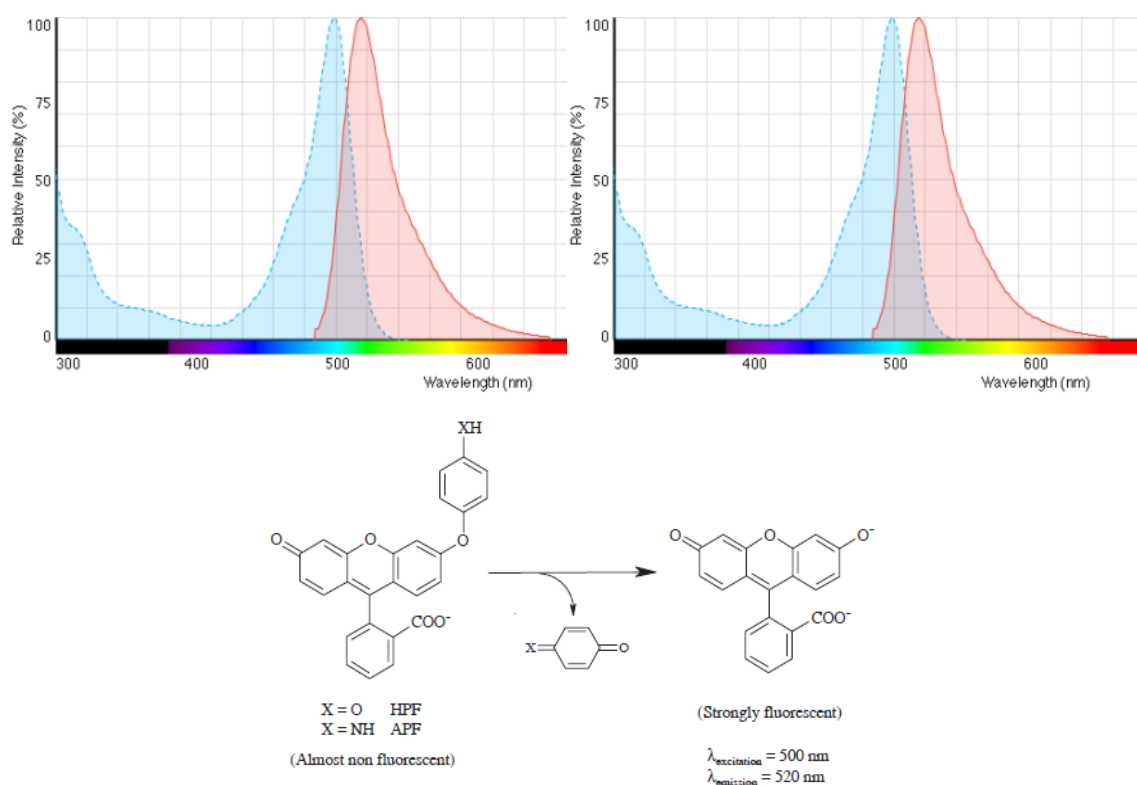 100
75
50
25
0
Relative Intensity (%)
300
400
500
600
Wavelength (nm)
100
75
50
25
0
Relative Intensity (%)
300
400
500
600
Wavelength (nm)
XH
O
O
O
COO-
X
O
O
O
O-
COO-
X = O HPF
X = NH APF
(Almost non fluorescent)
(Strongly fluorescent)
λexcitation = 500 nm
λemission = 520 nm